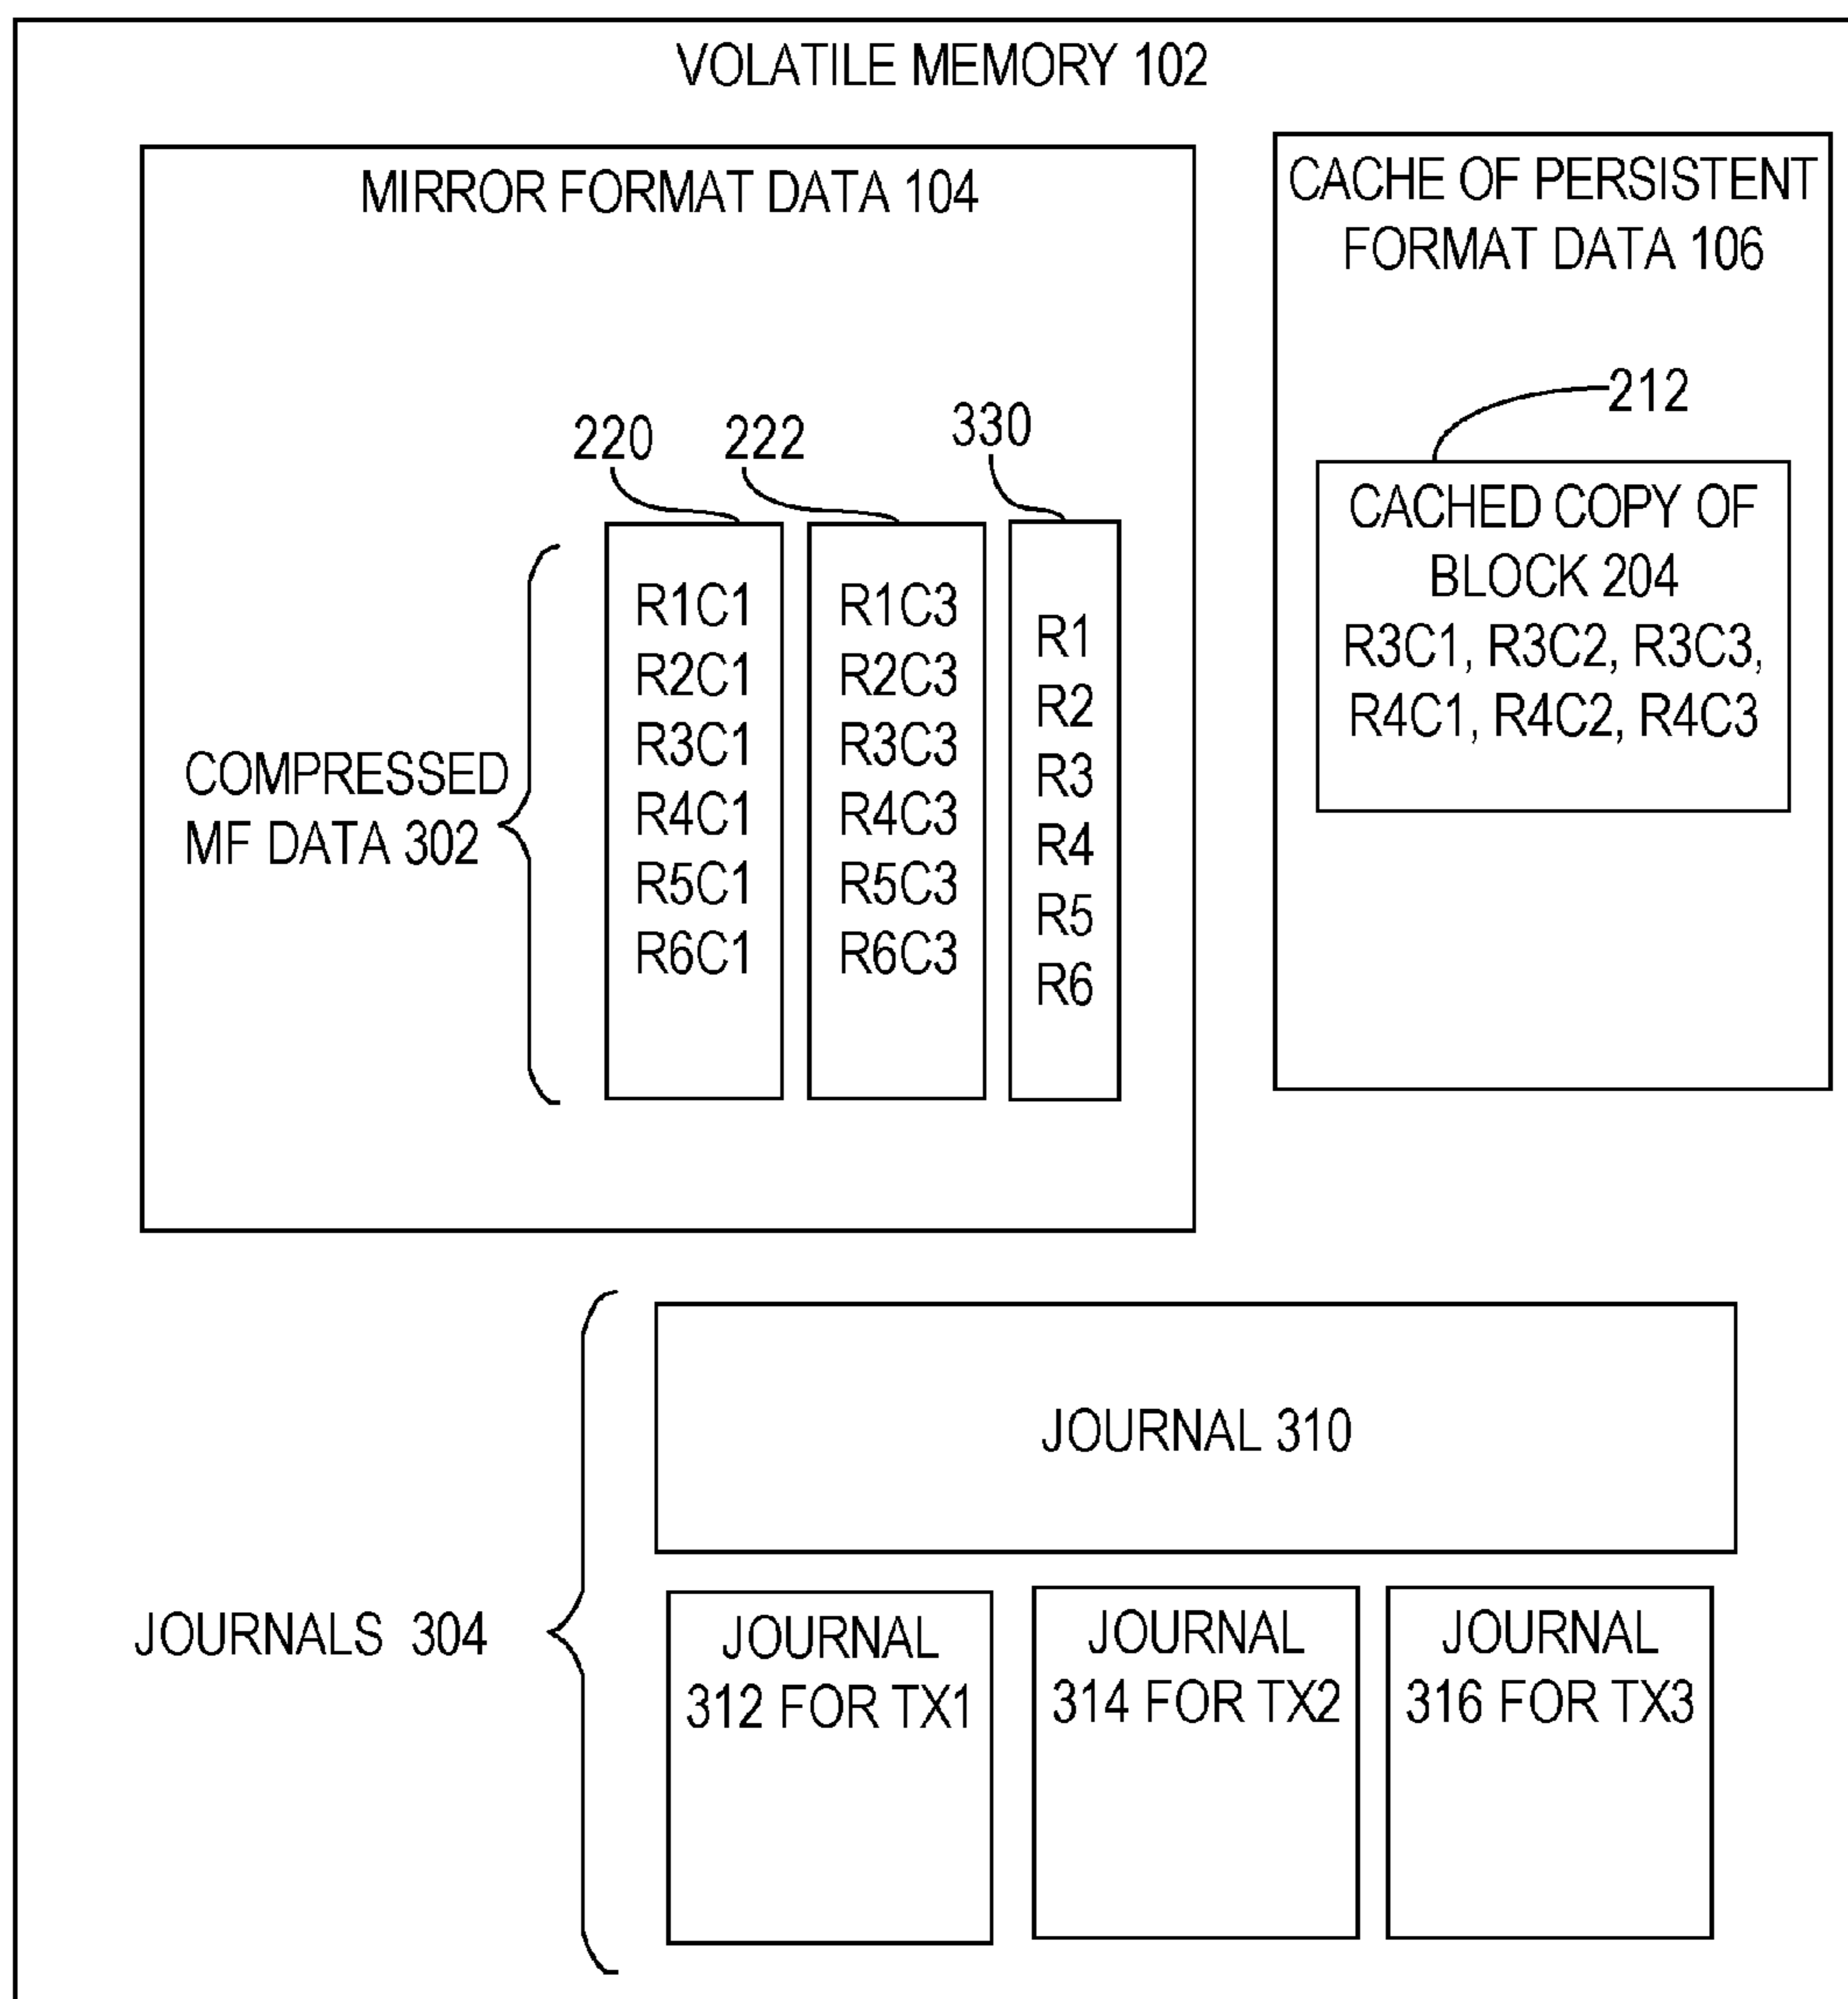 VOLATILE MEMORY 102
MIRROR FORMAT DATA 104
220
222
330
COMPRESSED
MF DATA 302
R1C1
R2C1
R3C1
R4C1
R5C1
R6C1
R1C3
R2C3
R3C3
R4C3
R5C3
R6C3
R1
R2
R3
R4
R5
R6
CACHE OF PERSISTENT
FORMAT DATA 106
212
CACHED COPY OF
BLOCK 204
R3C1, R3C2, R3C3,
R4C1, R4C2, R4C3
JOURNALS 304
JOURNAL 310
JOURNAL
312 FOR TX1
JOURNAL
314 FOR TX2
JOURNAL
316 FOR TX3